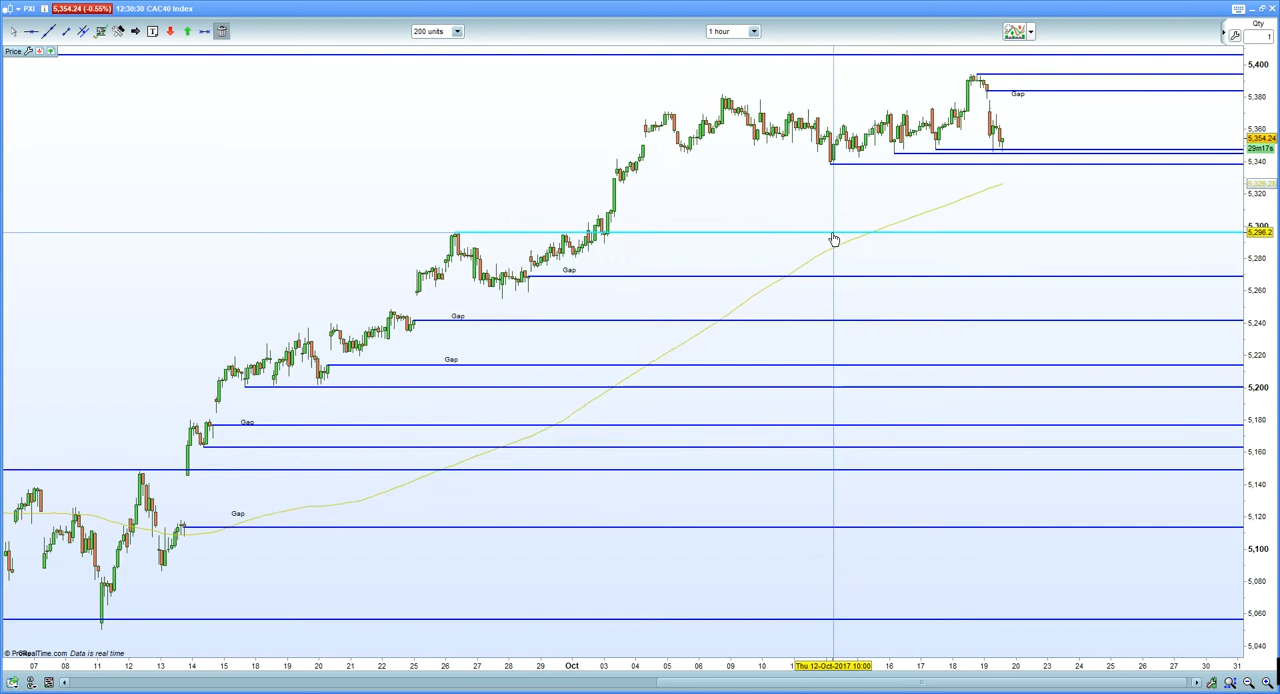 PXI 5,354.24 (-0.55%) 12:30:30 CAC40 Index
Qty
200 units
1 hour
1
Price
5,400
Gap
5,380
5,360
5,354.24
29m17s
5,340
5,320
5,300
5,296.2
5,280
Gap
5,260
5,240
Gap
5,220
Gap
5,200
5,180
Gap
5,160
5,140
5,120
Gap
5,100
5,080
5,060
5,040
ProRealTime.com Data is real time
07 08 11 12 13 14 15 18 19 20 21 22 25 26 27 28 29 Oct 03 04 05 06 09 10 Thu 12-Oct-2017 10:00 13 16 17 18 19 20 23 24 25 26 27 30 31